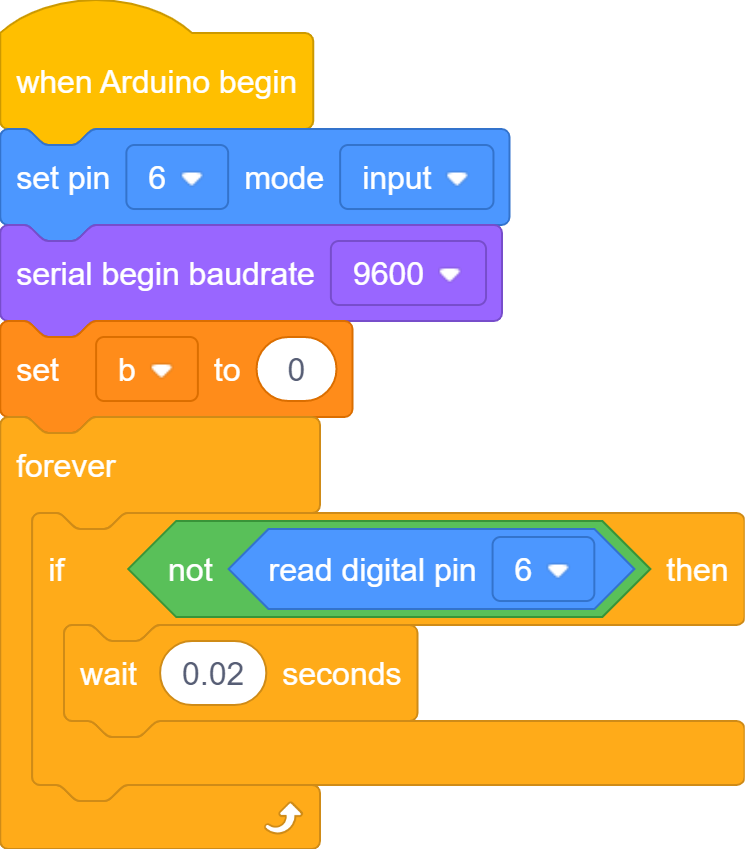 when Arduino begin
set pin 6 mode input
serial begin baudrate 9600
set b to 0
forever
if not read digital pin 6 then
wait 0.02 seconds